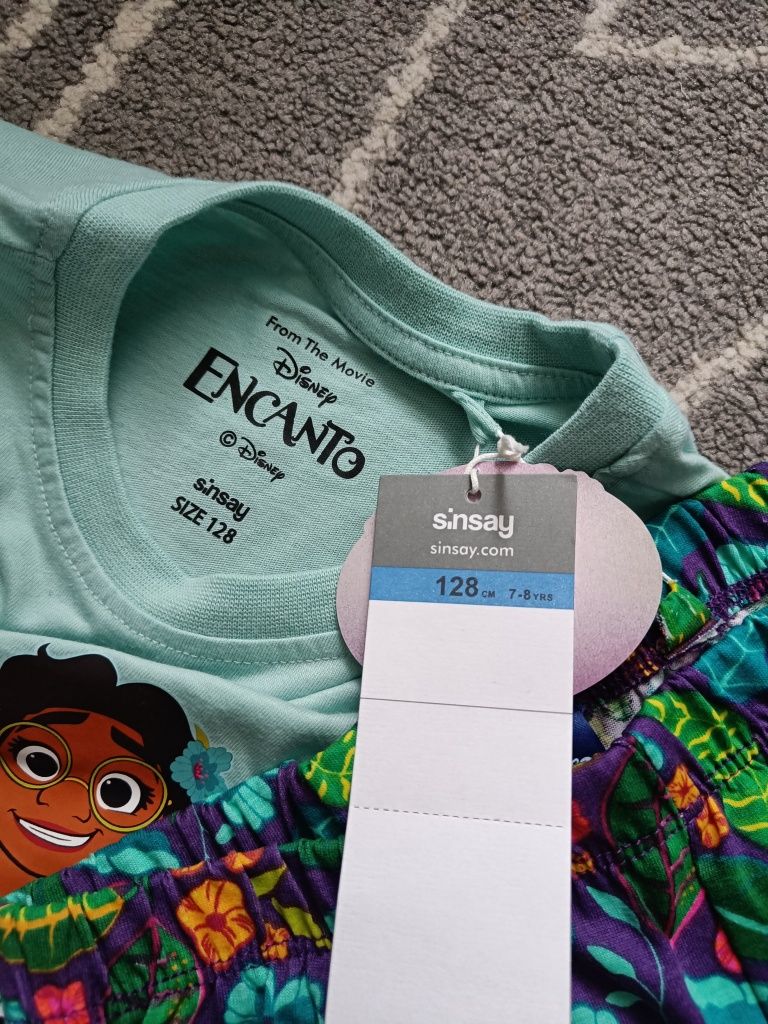 From The Movie
Disney
ENCANTO
© Disney
sinsay
SIZE 128
sinsay
sinsay.com
128 CM 7-8 YRS